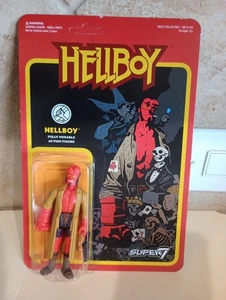 HELLBOY
HELLBOY
FULLY POSABLE
ACTION FIGURE
SUPER7